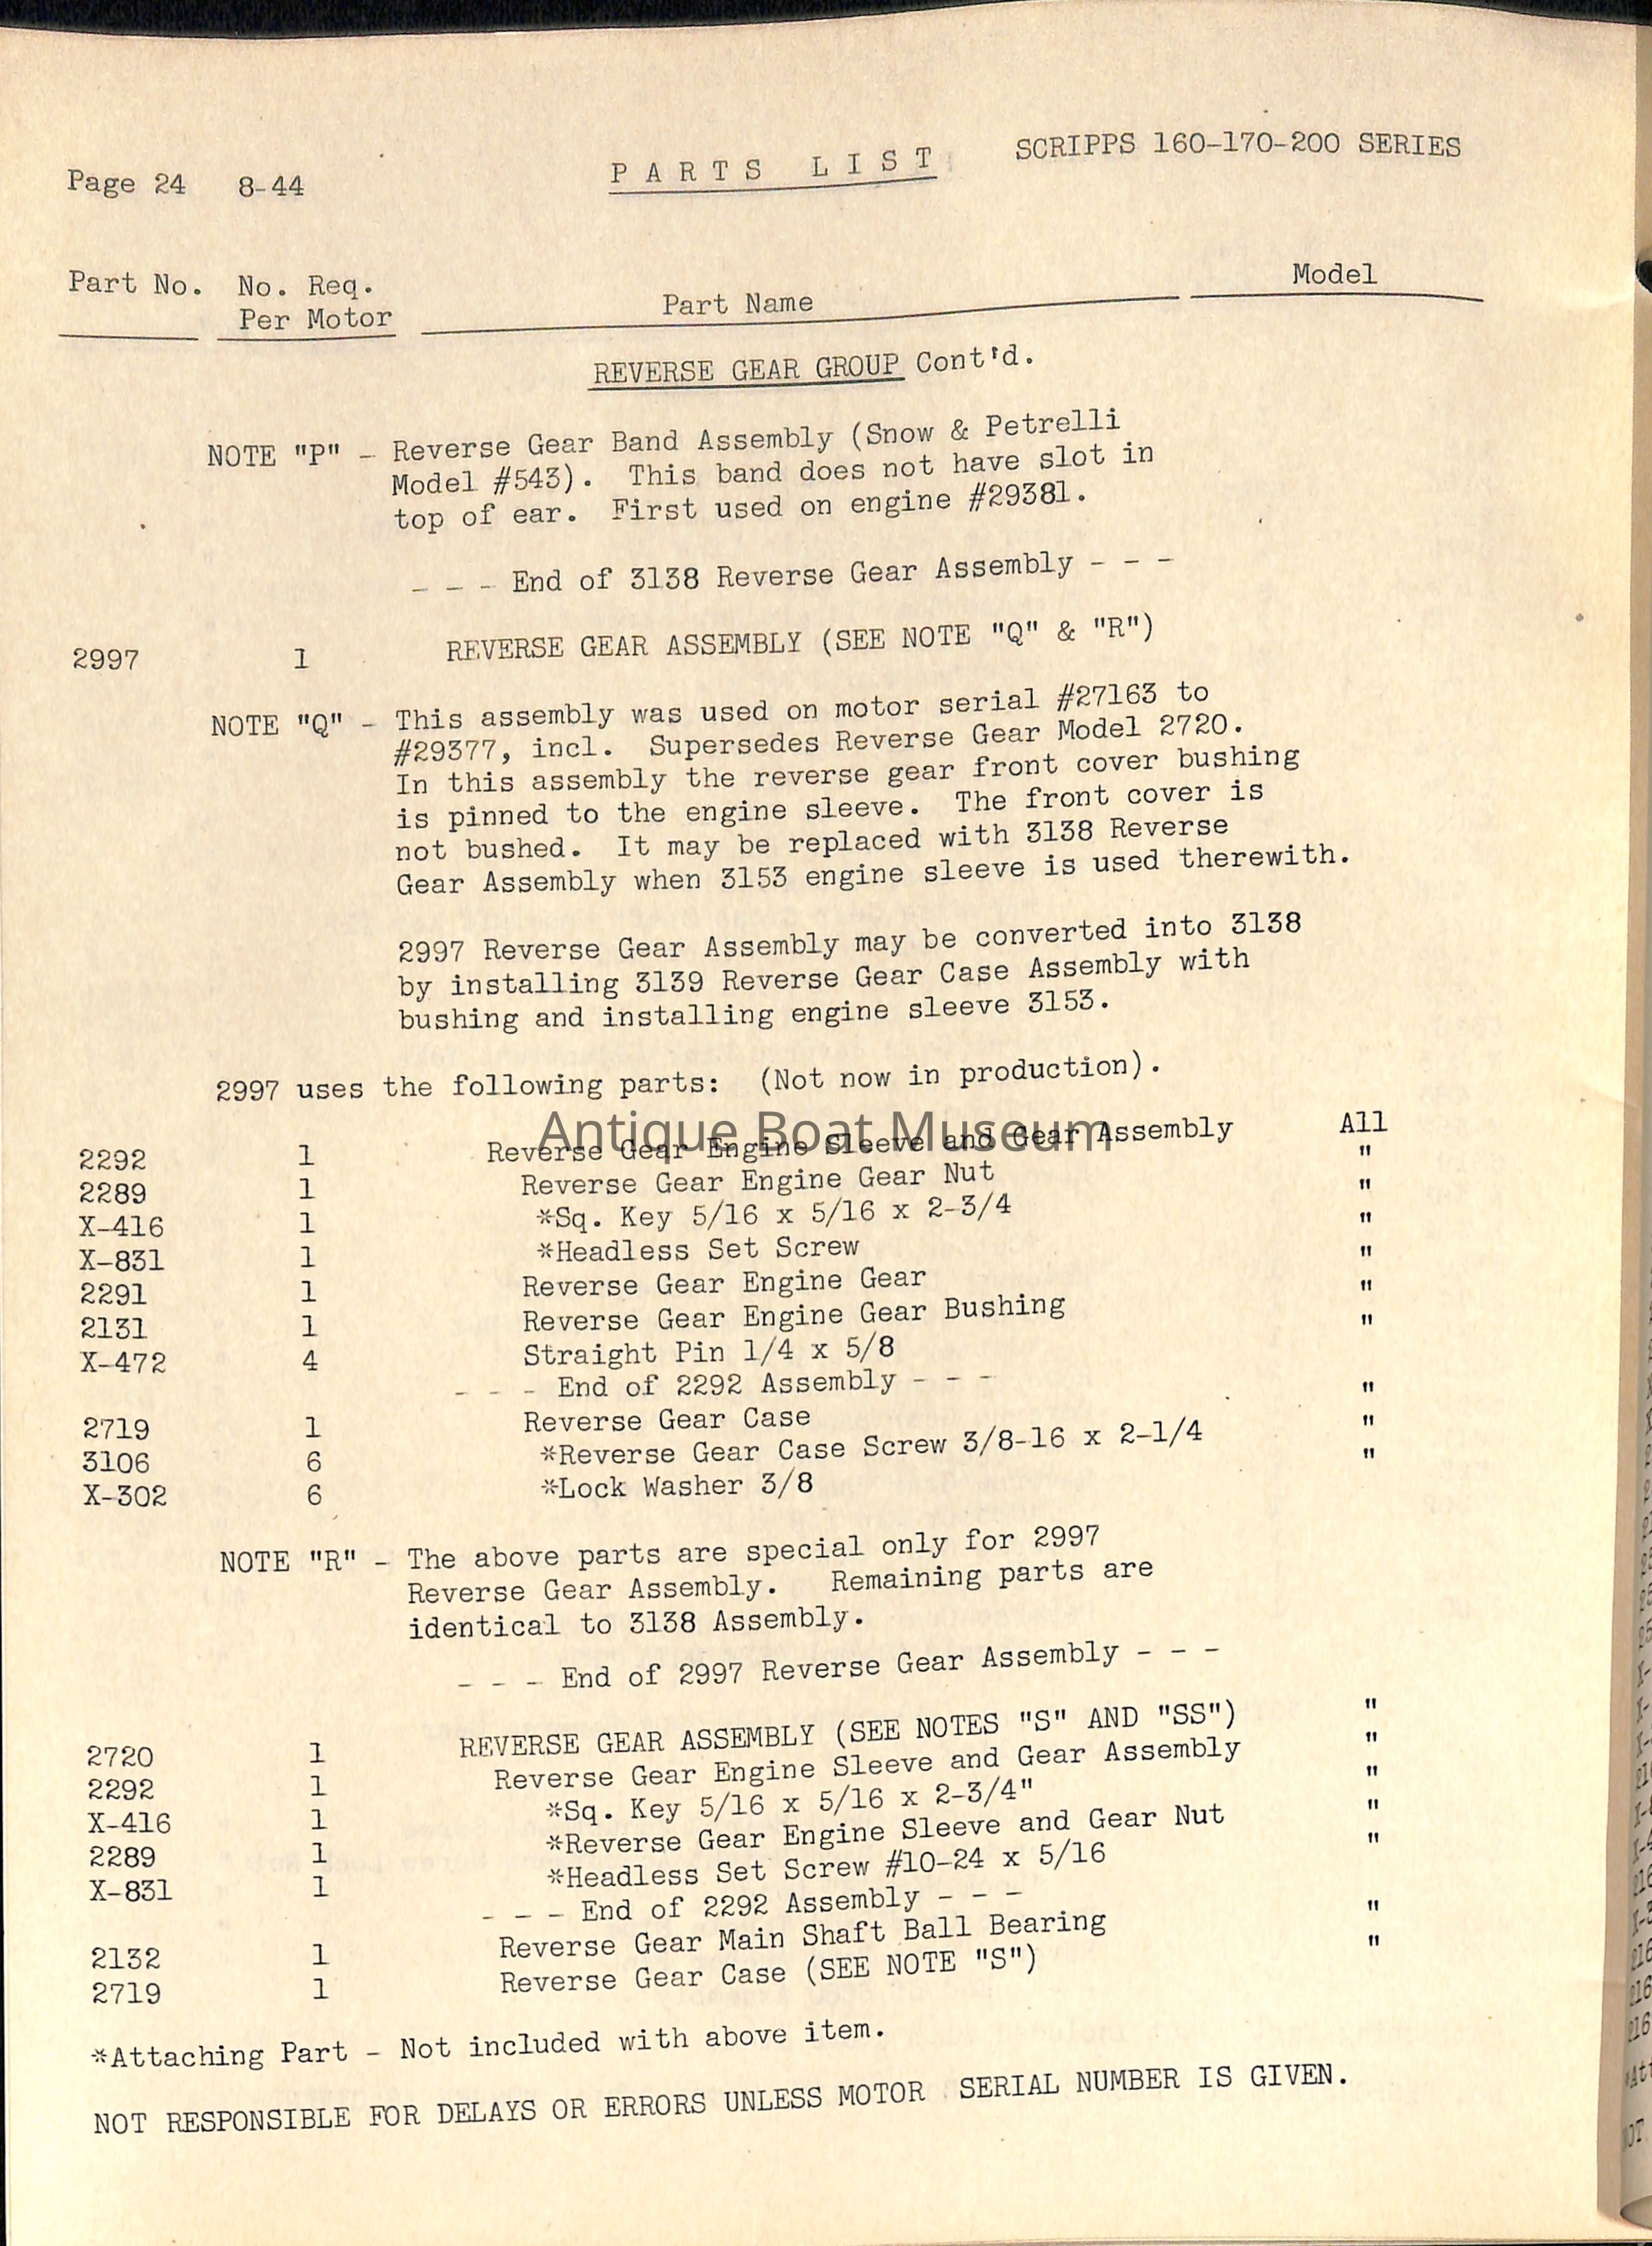 Page 24 8-44 PARTS LIST SCRIPPS 160-170-200 SERIES
Part No. No. Req. Per Motor Part Name Model
REVERSE GEAR GROUP Cont'd.
NOTE "P" - Reverse Gear Band Assembly (Snow & Petrelli
Model #543). This band does not have slot in
top of ear. First used on engine #29381.
- - - End of 3138 Reverse Gear Assembly - - -
2997 1 REVERSE GEAR ASSEMBLY (SEE NOTE "Q" & "R")
NOTE "Q" - This assembly was used on motor serial #27163 to
#29377, incl. Supersedes Reverse Gear Model 2720.
In this assembly the reverse gear front cover bushing
is pinned to the engine sleeve. The front cover is
not bushed. It may be replaced with 3138 Reverse
Gear Assembly when 3153 engine sleeve is used therewith.
2997 Reverse Gear Assembly may be converted into 3138
by installing 3139 Reverse Gear Case Assembly with
bushing and installing engine sleeve 3153.
2997 uses the following parts: (Not now in production).
Antique Boat Museum
2292 1 Reverse Gear Engine Sleeve and Gear Assembly All
2289 1 Reverse Gear Engine Gear Nut "
X-416 1 *Sq. Key 5/16 x 5/16 x 2-3/4 "
X-831 1 *Headless Set Screw "
2291 1 Reverse Gear Engine Gear "
2131 1 Reverse Gear Engine Gear Bushing "
X-472 4 Straight Pin 1/4 x 5/8 "
- - - End of 2292 Assembly - - -
2719 1 Reverse Gear Case "
3106 6 *Reverse Gear Case Screw 3/8-16 x 2-1/4 "
X-302 6 *Lock Washer 3/8 "
NOTE "R" - The above parts are special only for 2997
Reverse Gear Assembly. Remaining parts are
identical to 3138 Assembly.
- - - End of 2997 Reverse Gear Assembly - - -
2720 1 REVERSE GEAR ASSEMBLY (SEE NOTES "S" AND "SS") "
2292 1 Reverse Gear Engine Sleeve and Gear Assembly "
X-416 1 *Sq. Key 5/16 x 5/16 x 2-3/4" "
2289 1 *Reverse Gear Engine Sleeve and Gear Nut "
X-831 1 *Headless Set Screw #10-24 x 5/16 "
- - - End of 2292 Assembly - - -
2132 1 Reverse Gear Main Shaft Ball Bearing "
2719 1 Reverse Gear Case (SEE NOTE "S") "
*Attaching Part - Not included with above item.
NOT RESPONSIBLE FOR DELAYS OR ERRORS UNLESS MOTOR SERIAL NUMBER IS GIVEN.